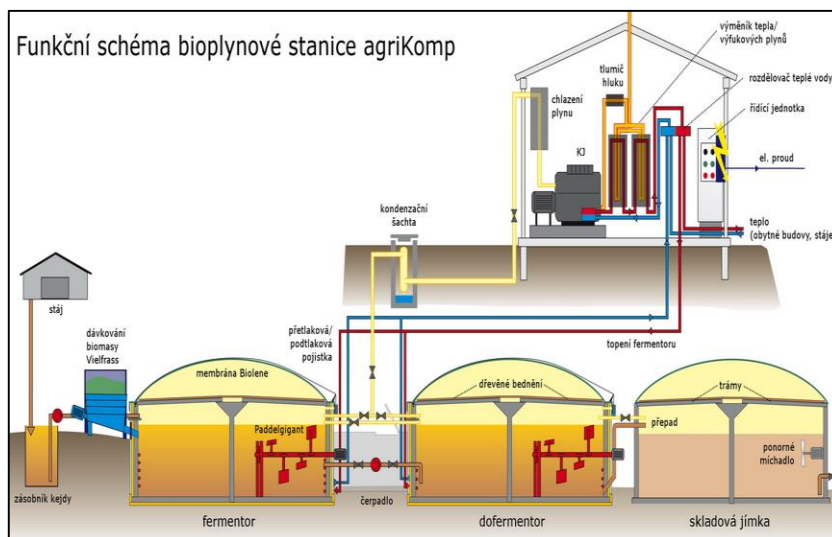 Funkční schéma bioplynové stanice agriKomp
výměník tepla/
výfukových plynů
tlumič
hluku
rozdělovač teplé vody
řídící jednotka
chlazení
plynu
KJ
el. proud
kondenzační
šachta
teplo
(obytné budovy, stáje
stáj
dávkování
biomasy
Vielfrass
přetlaková/
podtlaková
pojistka
topení fermentoru
membrána Biolene
dřevěné bednění
trámy
Paddelgigant
přepad
ponorné
míchadlo
zásobník kejdy
čerpadlo
fermentor
dofermentor
skladová jímka